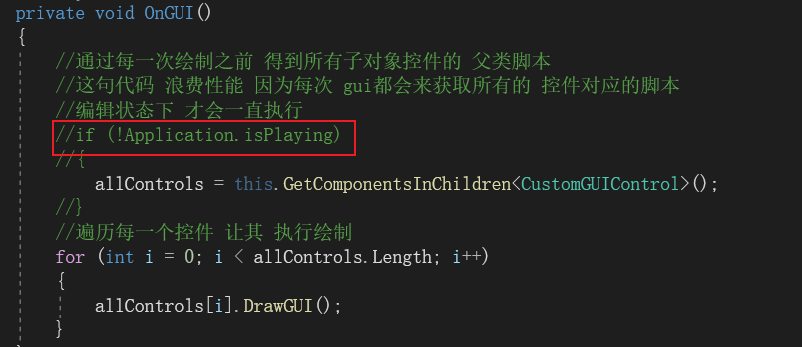 private void OnGUI()
{
//通过每一次绘制之前 得到所有子对象控件的 父类脚本
//这句代码 浪费性能 因为每次 gui都会来获取所有的 控件对应的脚本
//编辑状态下 才会一直执行
//if (!Application.isPlaying)
//{
allControls = this.GetComponentsInChildren<CustomGUIControl>();
//}
//遍历每一个控件 让其 执行绘制
for (int i = 0; i < allControls.Length; i++)
{
allControls[i].DrawGUI();
}